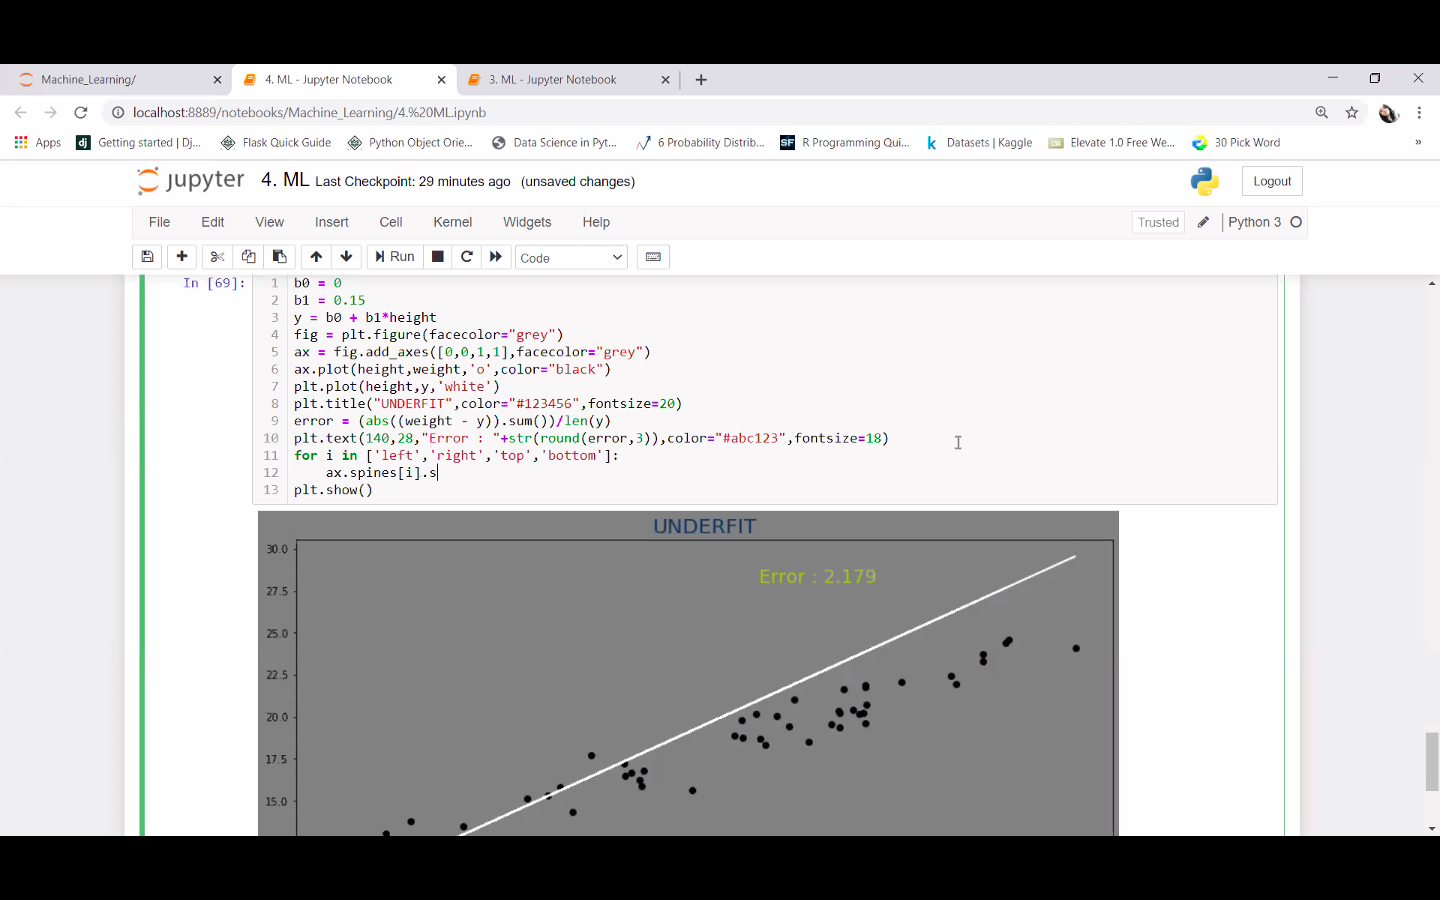 Machine_Learning/
4. ML - Jupyter Notebook
3. ML - Jupyter Notebook
localhost:8889/notebooks/Machine_Learning/4.%20ML.ipynb
Apps
Getting started | Dj...
Flask Quick Guide
Python Object Orie...
Data Science in Pyt...
6 Probability Distrib...
R Programming Qui...
Datasets | Kaggle
Elevate 1.0 Free We...
30 Pick Word
»
jupyter 4. ML Last Checkpoint: 29 minutes ago (unsaved changes)
Logout
File Edit View Insert Cell Kernel Widgets Help
Trusted
Python 3
Run
Code
In [69]:
1 b0 = 0
2 b1 = 0.15
3 y = b0 + b1*height
4 fig = plt.figure(facecolor="grey")
5 ax = fig.add_axes([0,0,1,1],facecolor="grey")
6 ax.plot(height,weight,'o',color="black")
7 plt.plot(height,y,'white')
8 plt.title("UNDERFIT",color="#123456",fontsize=20)
9 error = (abs((weight - y)).sum())/len(y)
10 plt.text(140,28,"Error : "+str(round(error,3)),color="#abc123",fontsize=18)
11 for i in ['left','right','top','bottom']:
12     ax.spines[i].s
13 plt.show()
UNDERFIT
Error : 2.179
30.0
27.5
25.0
22.5
20.0
17.5
15.0